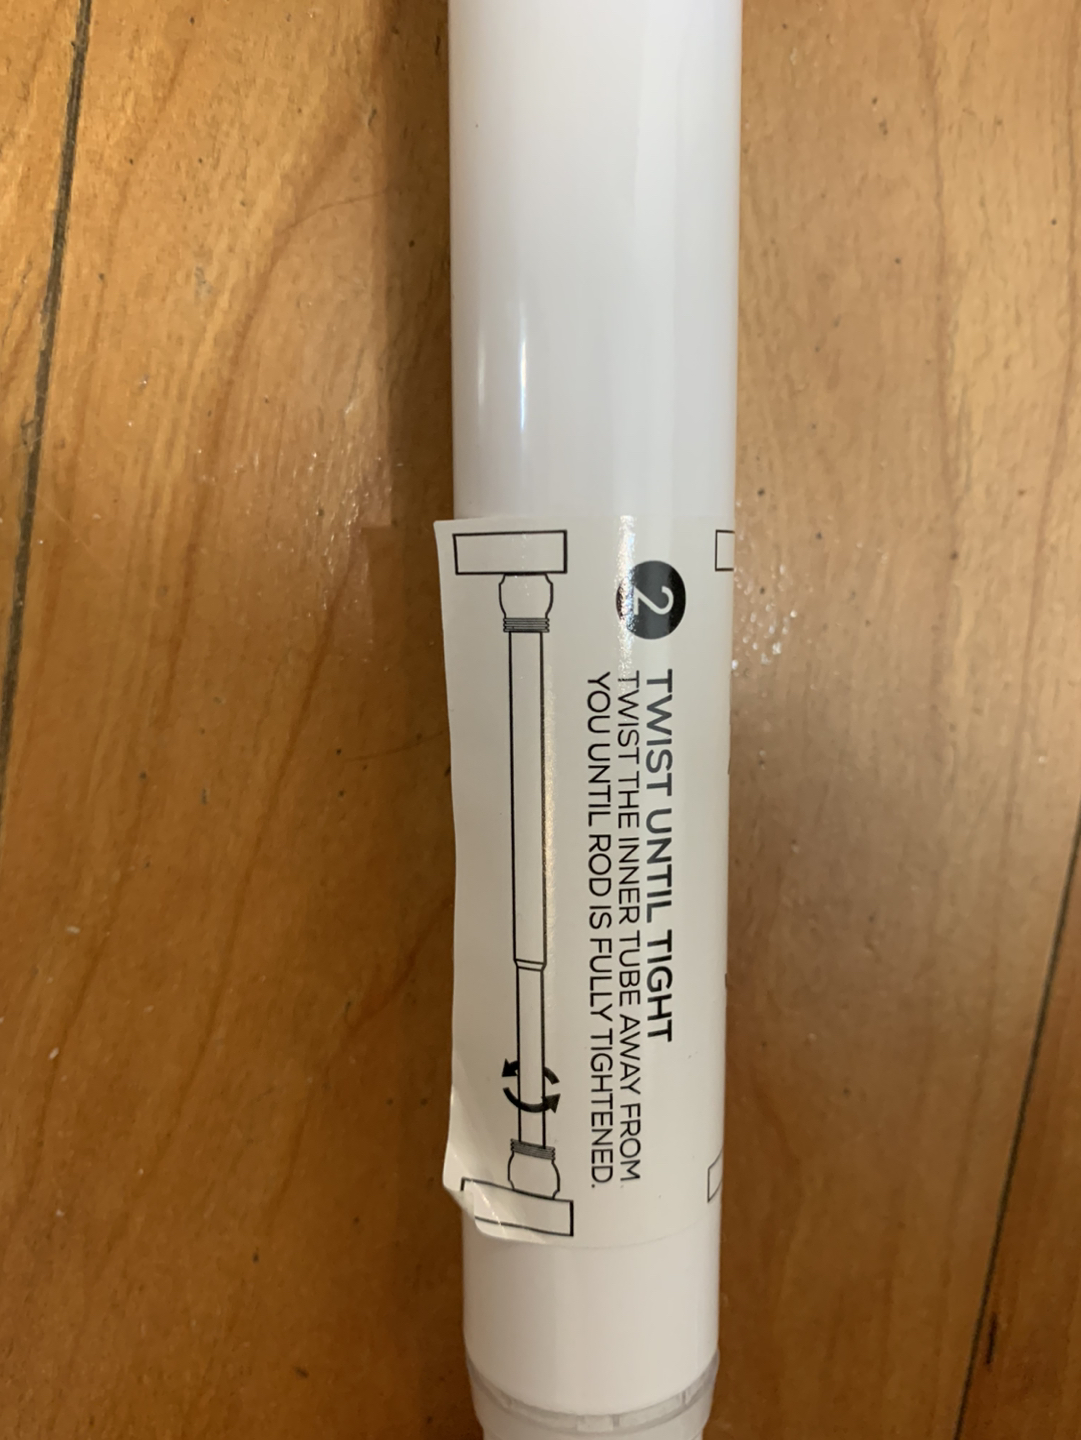 2
TWIST UNTIL TIGHT
TWIST THE INNER TUBE AWAY FROM
YOU UNTIL ROD IS FULLY TIGHTENED.